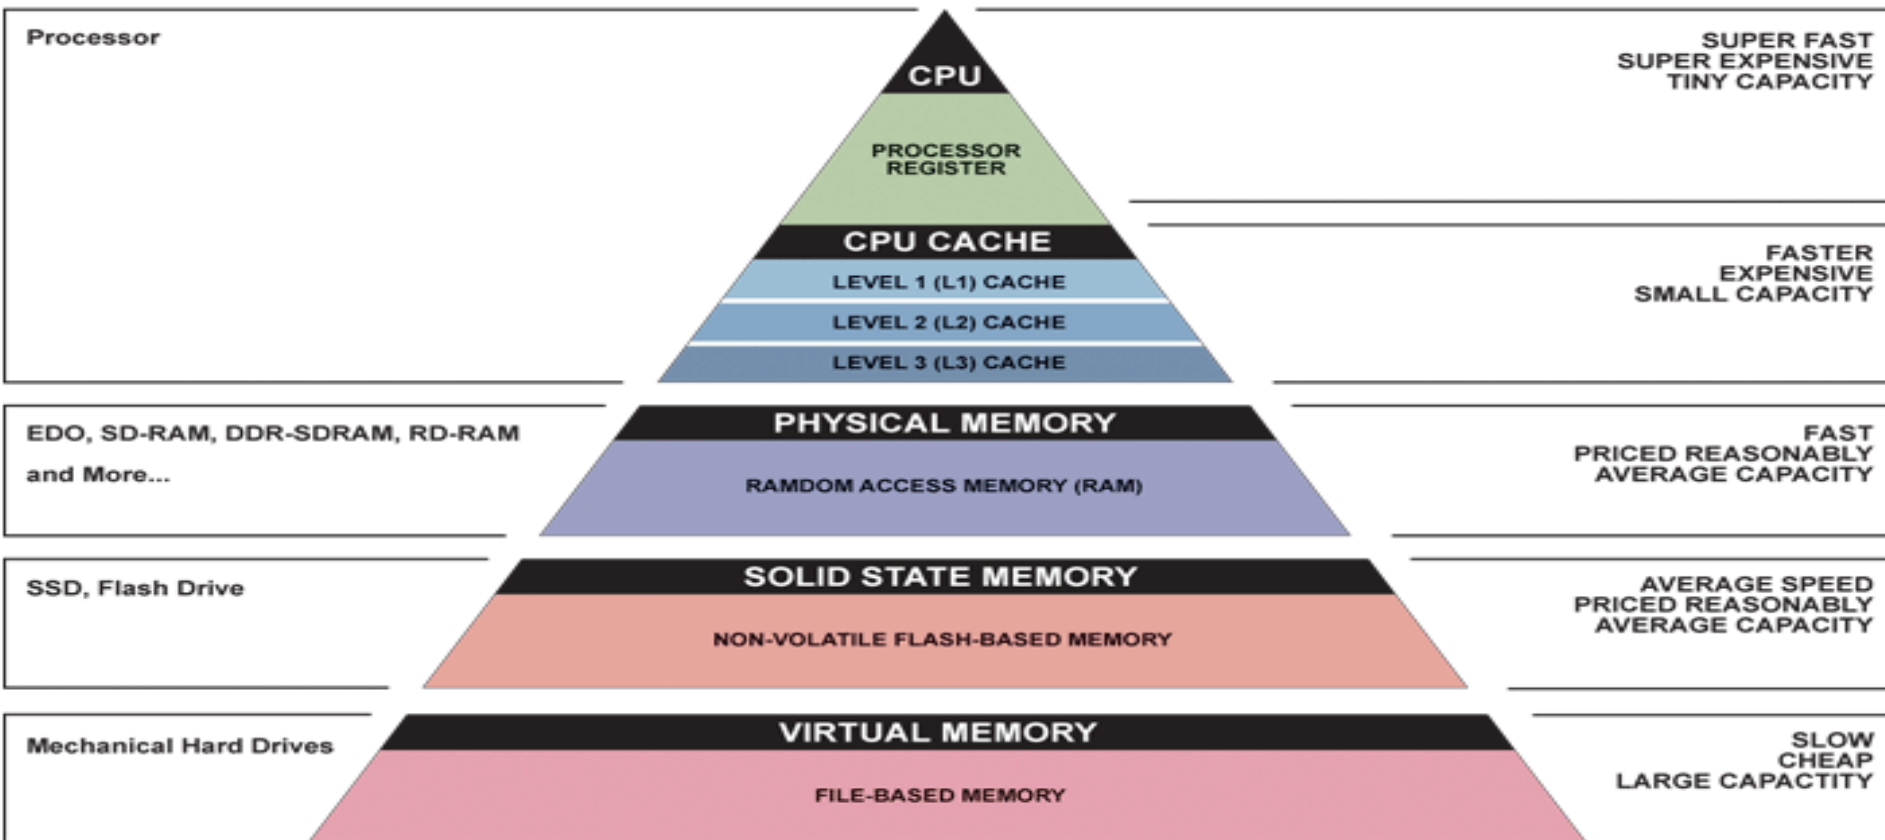 Processor
CPU
SUPER FAST
SUPER EXPENSIVE
TINY CAPACITY
PROCESSOR
REGISTER
CPU CACHE
LEVEL 1 (L1) CACHE
LEVEL 2 (L2) CACHE
LEVEL 3 (L3) CACHE
FASTER
EXPENSIVE
SMALL CAPACITY
EDO, SD-RAM, DDR-SDRAM, RD-RAM
and More...
PHYSICAL MEMORY
RAMDOM ACCESS MEMORY (RAM)
FAST
PRICED REASONABLY
AVERAGE CAPACITY
SSD, Flash Drive
SOLID STATE MEMORY
NON-VOLATILE FLASH-BASED MEMORY
AVERAGE SPEED
PRICED REASONABLY
AVERAGE CAPACITY
Mechanical Hard Drives
VIRTUAL MEMORY
FILE-BASED MEMORY
SLOW
CHEAP
LARGE CAPACTITY